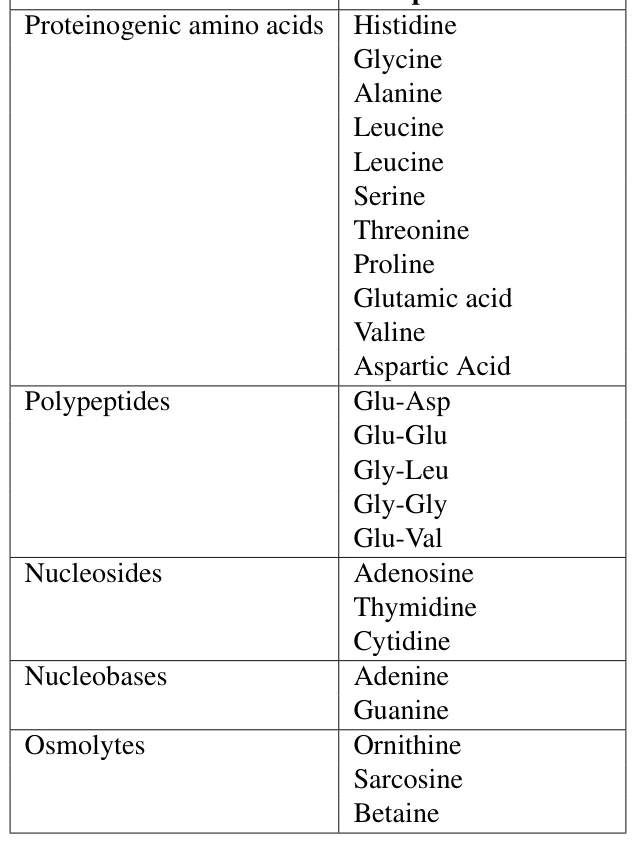 Proteinogenic amino acids Histidine
Glycine
Alanine
Leucine
Leucine
Serine
Threonine
Proline
Glutamic acid
Valine
Aspartic Acid
Polypeptides Glu-Asp
Glu-Glu
Gly-Leu
Gly-Gly
Glu-Val
Nucleosides Adenosine
Thymidine
Cytidine
Nucleobases Adenine
Guanine
Osmolytes Ornithine
Sarcosine
Betaine